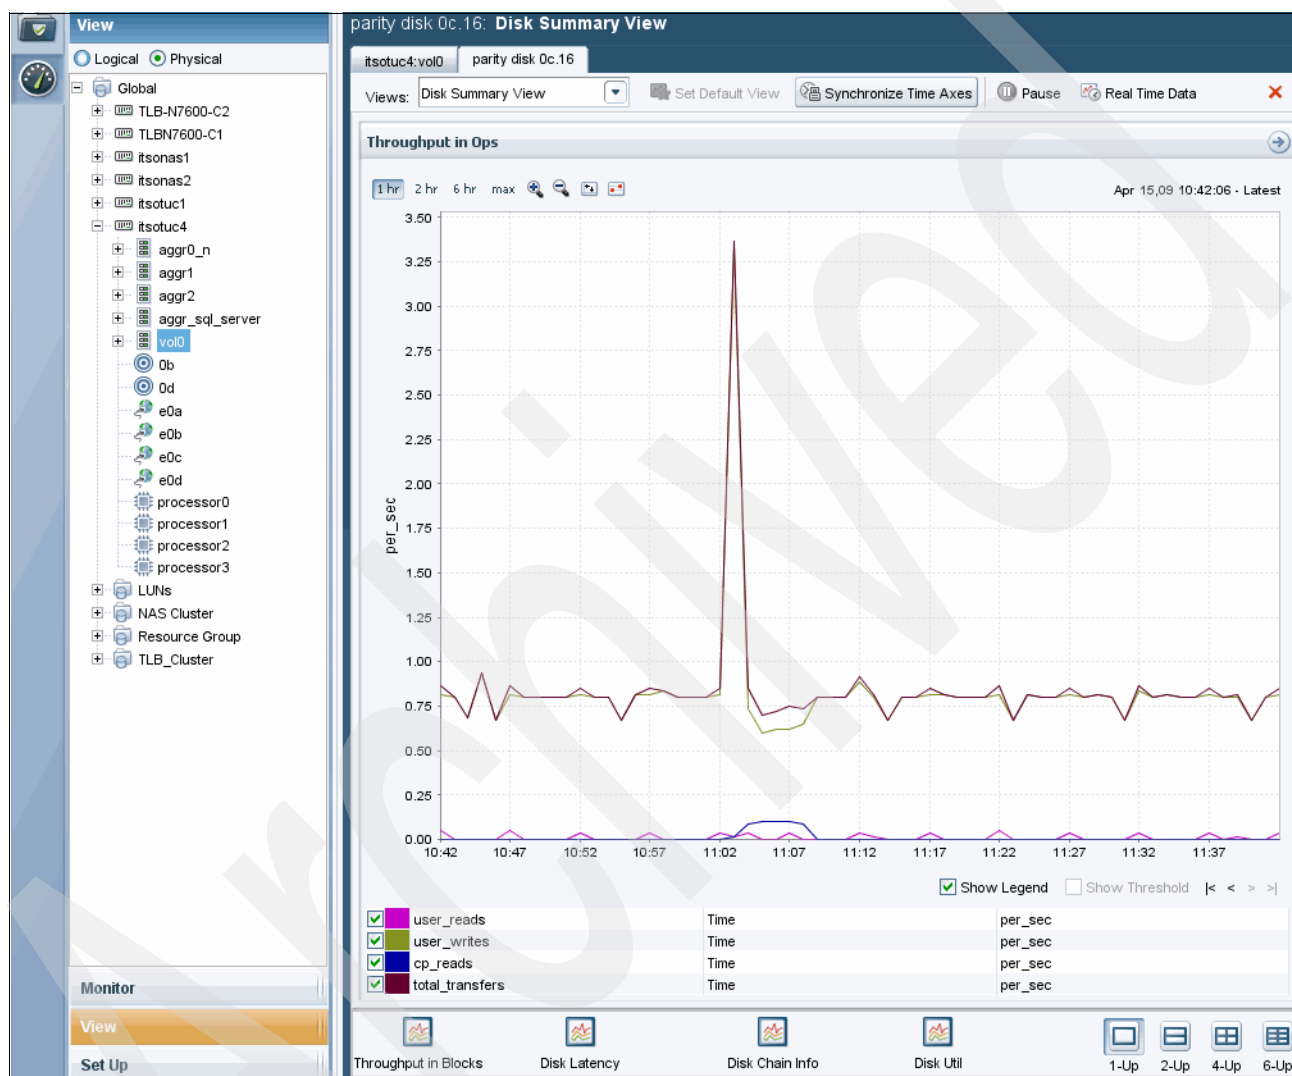 View
parity disk 0c.16: Disk Summary View
Logical Physical
itsotuc4:vol0 parity disk 0c.16
Views: Disk Summary View Set Default View Synchronize Time Axes Pause Real Time Data
Global
TLB-N7600-C2
TLBN7600-C1
itsonas1
itsonas2
itsotuc1
itsotuc4
aggr0_n
aggr1
aggr2
aggr_sql_server
vol0
0b
0d
e0a
e0b
e0c
e0d
processor0
processor1
processor2
processor3
LUNs
NAS Cluster
Resource Group
TLB_Cluster
Monitor
View
Set Up
Throughput in Ops
1 hr 2 hr 6 hr max Apr 15,09 10:42:06 - Latest
3.50
3.25
3.00
2.75
2.50
2.25
2.00
1.75
1.50
1.25
1.00
0.75
0.50
0.25
0.00
per_sec
10:42 10:47 10:52 10:57 11:02 11:07 11:12 11:17 11:22 11:27 11:32 11:37
Show Legend Show Threshold |< < > >|
user_reads Time per_sec
user_writes Time per_sec
cp_reads Time per_sec
total_transfers Time per_sec
Throughput in Blocks Disk Latency Disk Chain Info Disk Util 1-Up 2-Up 4-Up 6-Up
Archived